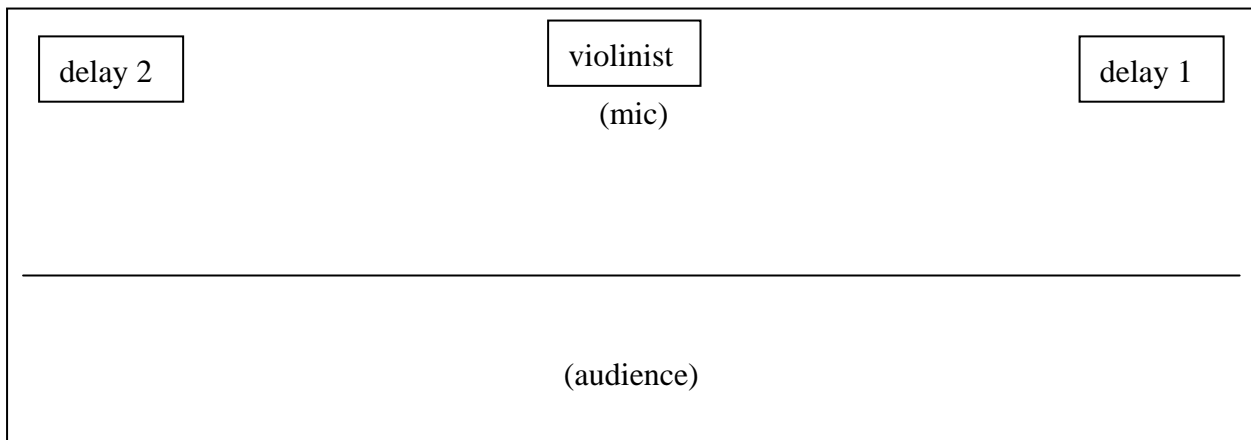 delay 2
violinist
delay 1
(mic)
(audience)